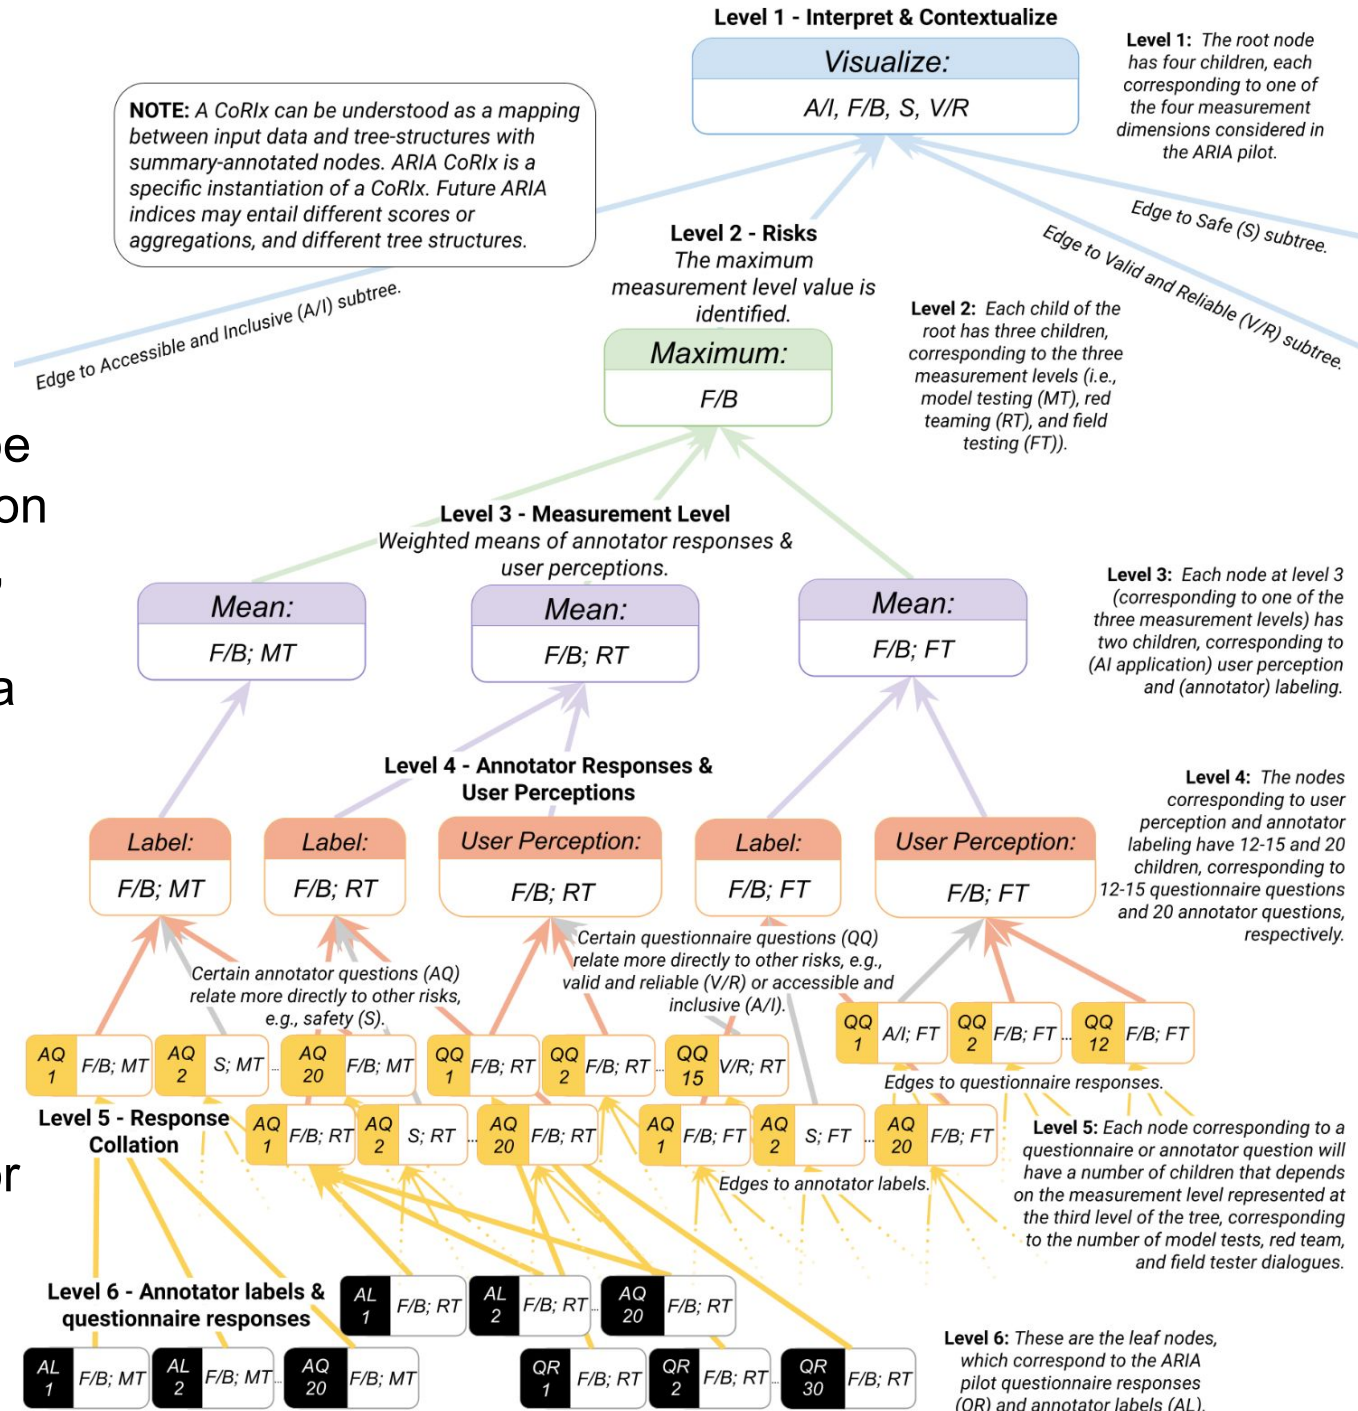 Level 1 - Interpret & Contextualize
Visualize:
A/I, F/B, S, V/R
Level 1: The root node
has four children, each
corresponding to one of
the four measurement
dimensions considered in
the ARIA pilot.
NOTE: A CoRIx can be understood as a mapping
between input data and tree-structures with
summary-annotated nodes. ARIA CoRIx is a
specific instantiation of a CoRIx. Future ARIA
indices may entail different scores or
aggregations, and different tree structures.
Edge to Accessible and Inclusive (A/I) subtree.
Edge to Safe (S) subtree.
Edge to Valid and Reliable (V/R) subtree.
Level 2 - Risks
The maximum
measurement level value is
identified.
Maximum:
F/B
Level 2: Each child of the
root has three children,
corresponding to the three
measurement levels (i.e.,
model testing (MT), red
teaming (RT), and field
testing (FT)).
on
a
Level 3 - Measurement Level
Weighted means of annotator responses &
user perceptions.
Mean:
F/B; MT
Mean:
F/B; RT
Mean:
F/B; FT
Level 3: Each node at level 3
(corresponding to one of the
three measurement levels) has
two children, corresponding to
(AI application) user perception
and (annotator) labeling.
Level 4 - Annotator Responses &
User Perceptions
Label:
F/B; MT
Label:
F/B; RT
User Perception:
F/B; RT
Label:
F/B; FT
User Perception:
F/B; FT
Level 4: The nodes
corresponding to user
perception and annotator
labeling have 12-15 and 20
children, corresponding to
12-15 questionnaire questions
and 20 annotator questions,
respectively.
Certain annotator questions (AQ)
relate more directly to other risks,
e.g., safety (S).
Certain questionnaire questions (QQ)
relate more directly to other risks, e.g.,
valid and reliable (V/R) or accessible and
inclusive (A/I).
AQ 1 F/B; MT
AQ 2 S; MT ...
AQ 20 F/B; MT
QQ 1 F/B; RT
QQ 2 F/B; RT ...
QQ 15 V/R; RT
QQ 1 A/I; FT
QQ 2 F/B; FT ...
QQ 12 F/B; FT
Edges to questionnaire responses.
Level 5 - Response
Collation
AQ 1 F/B; RT
AQ 2 S; RT ...
AQ 20 F/B; RT
AQ 1 F/B; FT
AQ 2 S; FT ...
AQ 20 F/B; FT
Edges to annotator labels.
Level 5: Each node corresponding to a
questionnaire or annotator question will
have a number of children that depends
on the measurement level represented at
the third level of the tree, corresponding
to the number of model tests, red team,
and field tester dialogues.
or
Level 6 - Annotator labels &
questionnaire responses
AL 1 F/B; RT
AL 2 F/B; RT ...
AQ 20 F/B; RT
AL 1 F/B; MT
AL 2 F/B; MT ...
AQ 20 F/B; MT
QR 1 F/B; RT
QR 2 F/B; RT ...
QR 30 F/B; RT
Level 6: These are the leaf nodes,
which correspond to the ARIA
pilot questionnaire responses
(QR) and annotator labels (AL).